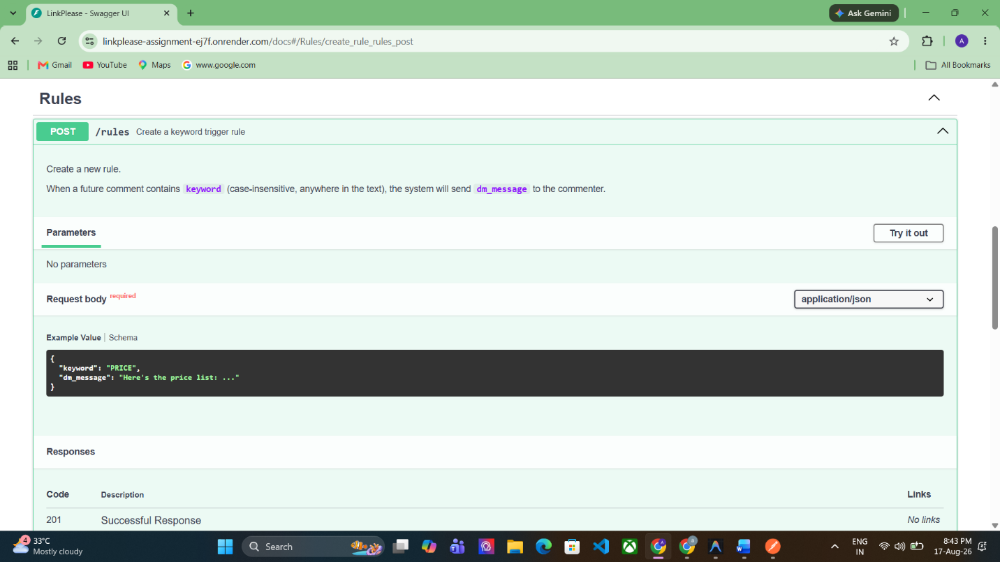 LinkPlease - Swagger UI
Ask Gemini
linkplease-assignment-ej7f.onrender.com/docs#/Rules/create_rule_rules_post
A
Gmail
YouTube
Maps
www.google.com
All Bookmarks
Rules
POST /rules Create a keyword trigger rule
Create a new rule.
When a future comment contains keyword (case-insensitive, anywhere in the text), the system will send dm_message to the commenter.
Parameters
Try it out
No parameters
Request body required
application/json
Example Value | Schema
{
"keyword": "PRICE",
"dm_message": "Here's the price list: ..."
}
Responses
Code Description Links
201 Successful Response No links
4
33°C
Mostly cloudy
Search
ENG
IN
8:43 PM
17-Aug-26